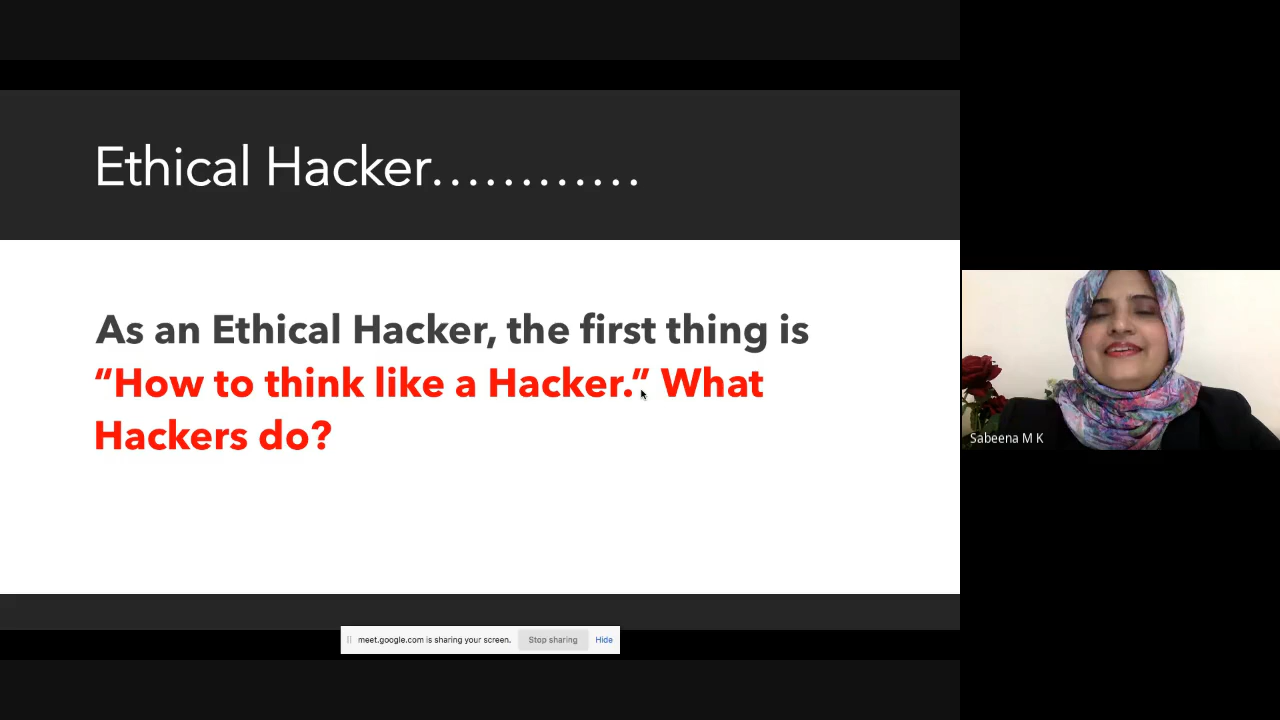 Ethical Hacker…………
As an Ethical Hacker, the first thing is
“How to think like a Hacker.” What
Hackers do?
Sabeena M K
meet.google.com is sharing your screen. Stop sharing Hide